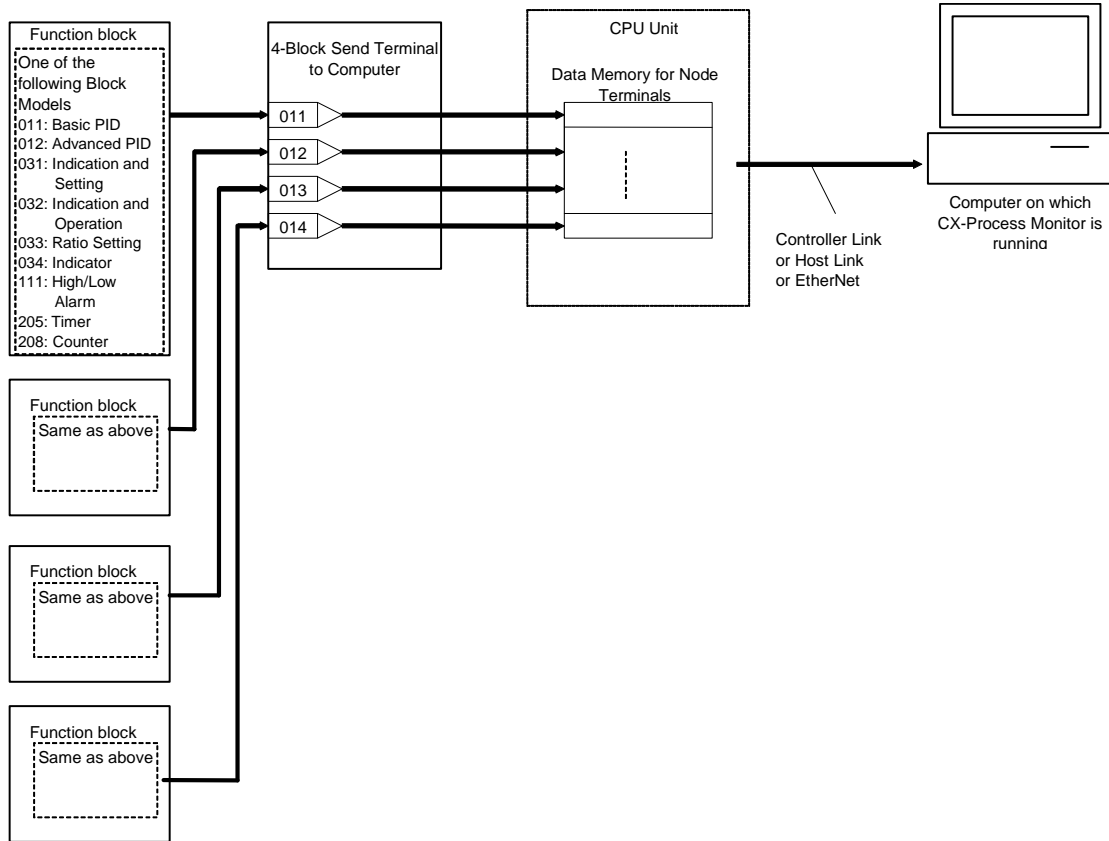 Function block
One of the
following Block
Models
011: Basic PID
012: Advanced PID
031: Indication and
Setting
032: Indication and
Operation
033: Ratio Setting
034: Indicator
111: High/Low
Alarm
205: Timer
208: Counter
Function block
Same as above
Function block
Same as above
Function block
Same as above
4-Block Send Terminal
to Computer
011
012
013
014
CPU Unit
Data Memory for Node
Terminals
Controller Link
or Host Link
or EtherNet
Computer on which
CX-Process Monitor is
running